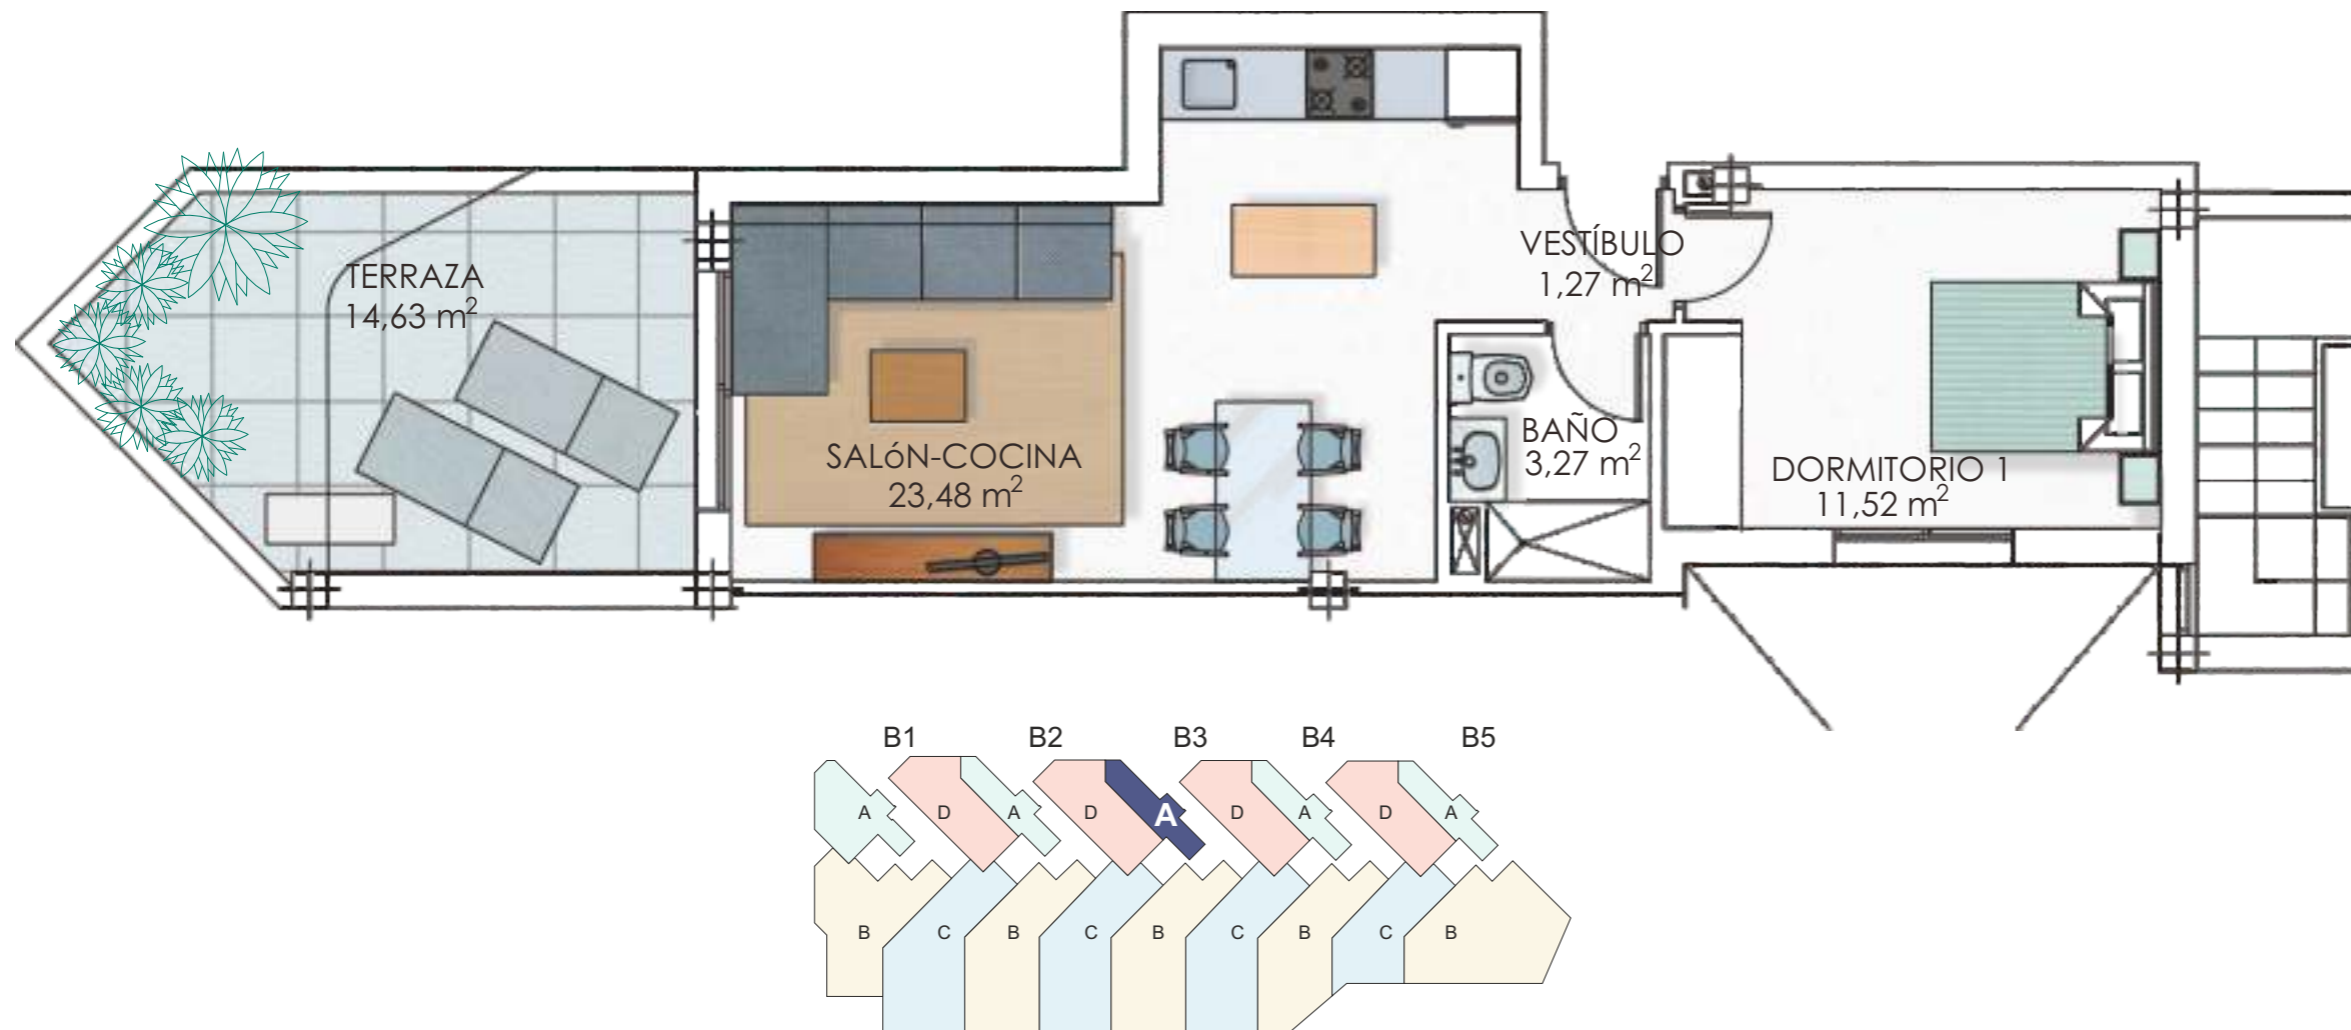 VESTÍBULO
1,27 m²
TERRAZA
14,63 m²
SALóN-COCINA
23,48 m²
BAÑO
3,27 m²
DORMITORIO 1
11,52 m²
B1 B2 B3 B4 B5
A D A D A D A D A
B C B C B C B C B